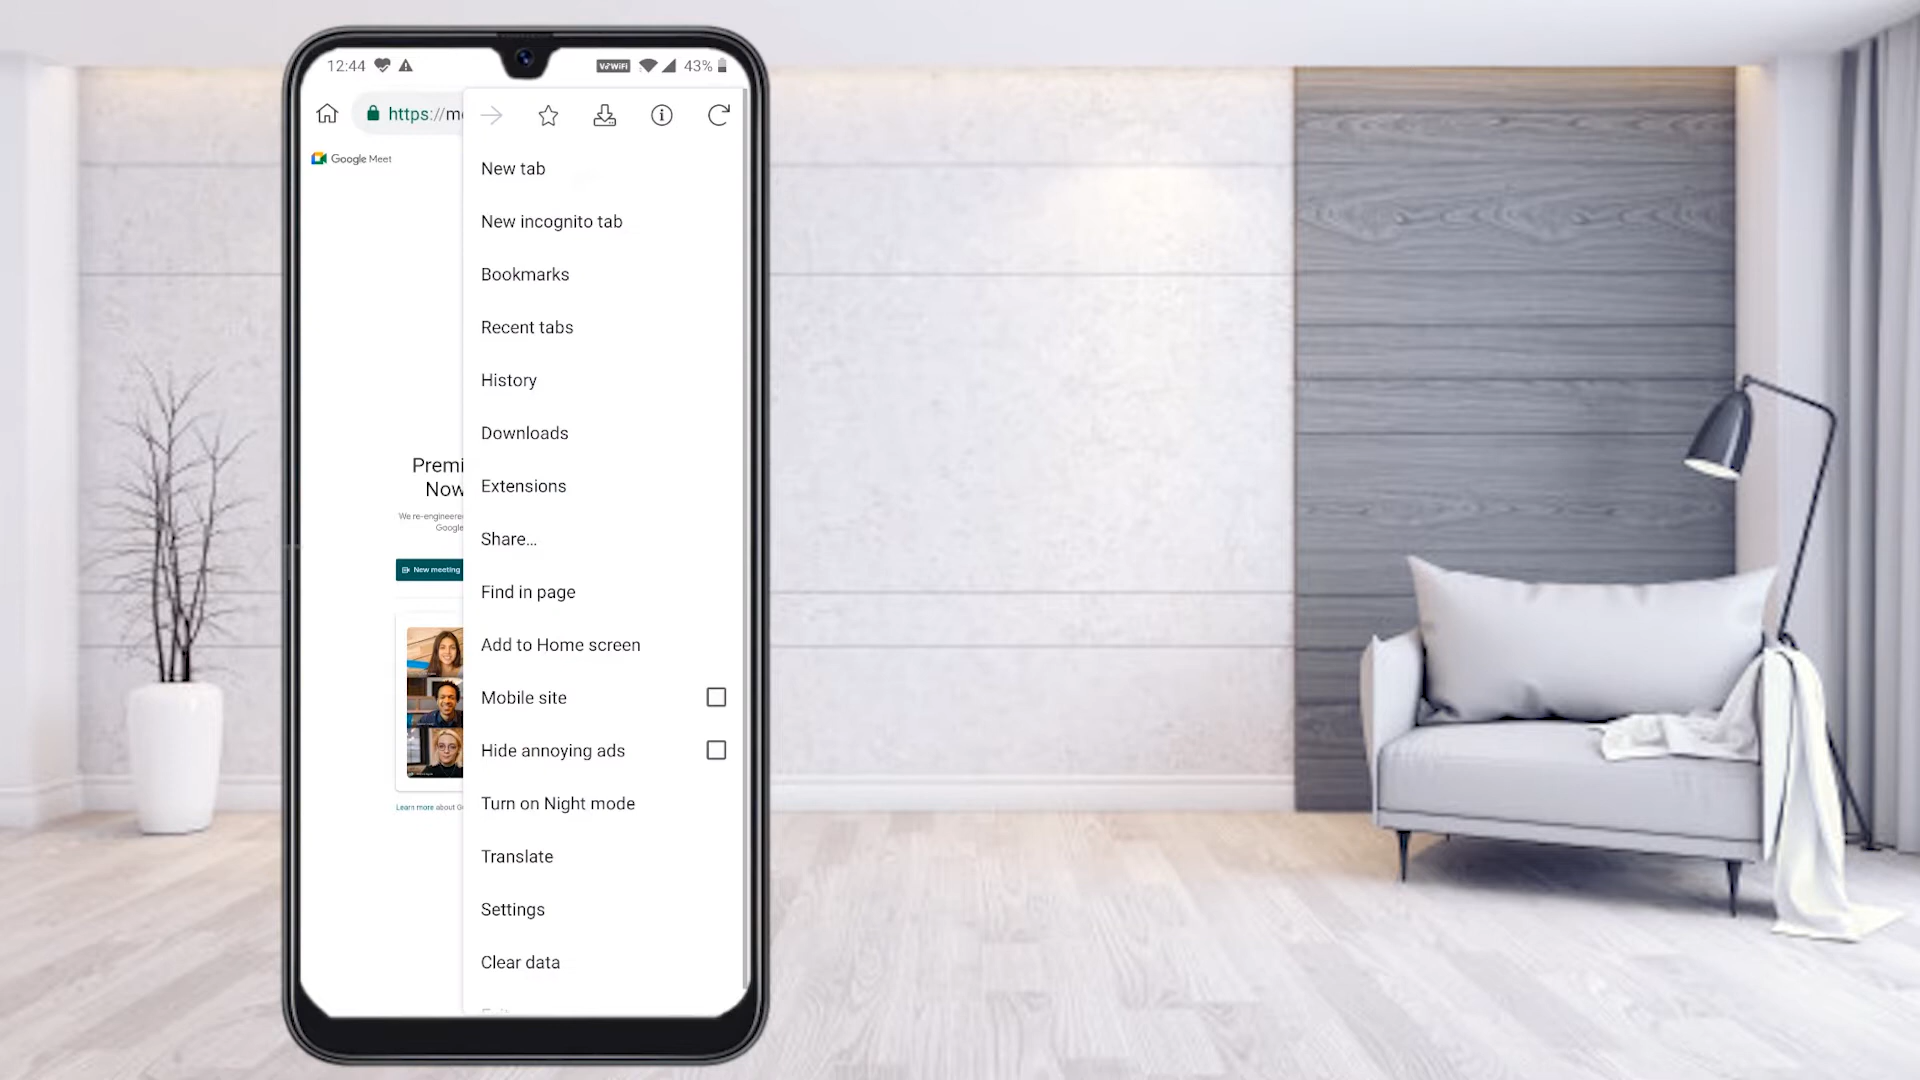 12:44
VoWiFi
43%
https://m
Google Meet
New tab
New incognito tab
Bookmarks
Recent tabs
History
Downloads
Extensions
Share...
Find in page
Add to Home screen
Mobile site
Hide annoying ads
Turn on Night mode
Translate
Settings
Clear data
Premi
Now
We re-engineere
Google
New meeting
Learn more about G